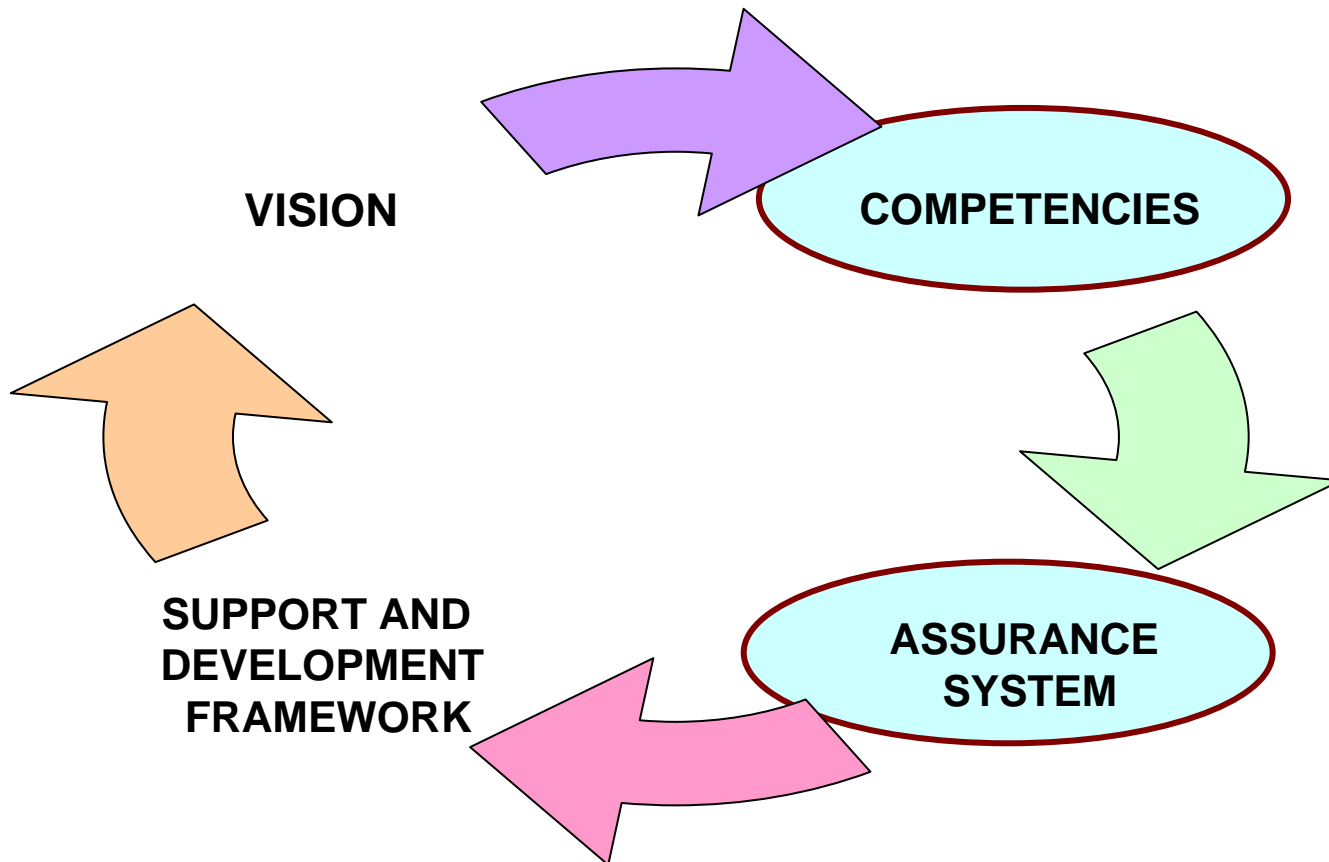 VISION
COMPETENCIES
SUPPORT AND
DEVELOPMENT
FRAMEWORK
ASSURANCE
SYSTEM